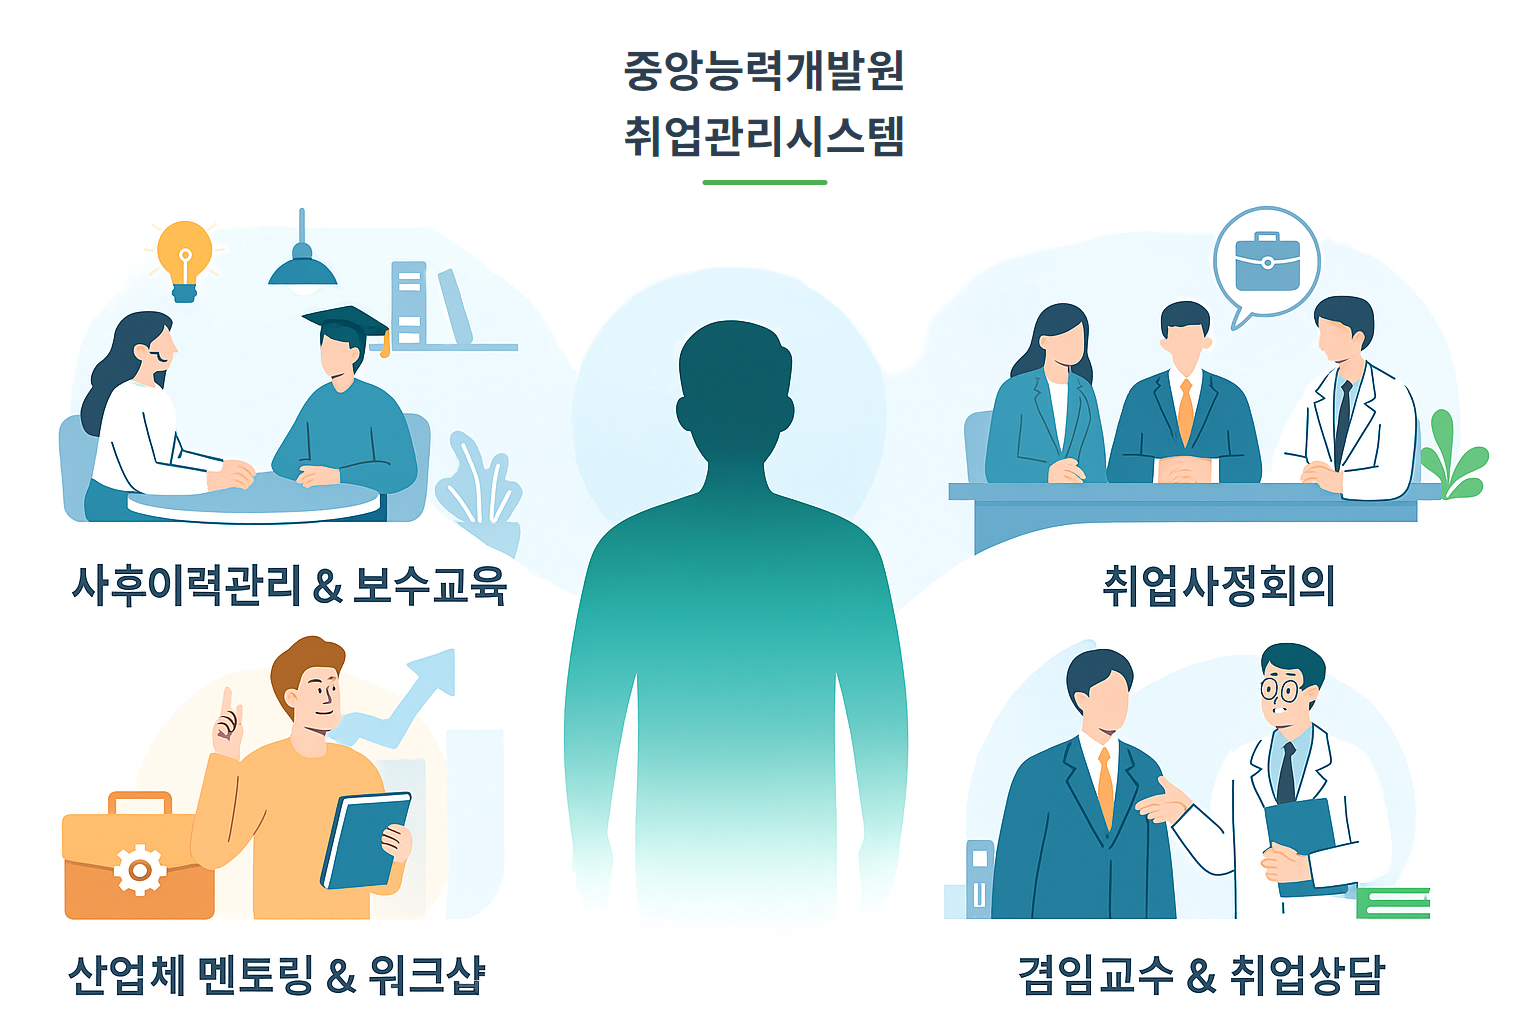 중앙능력개발원
취업관리시스템
사후이력관리 & 보수교육
취업사정회의
산업체 멘토링 & 워크샵
겸임교수 & 취업상담